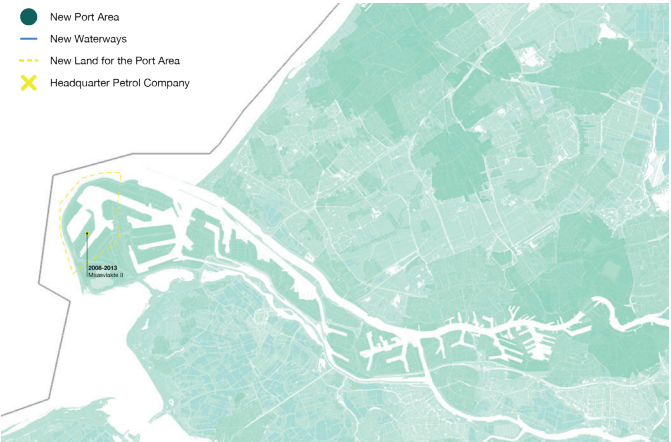 New Port Area
New Waterways
New Land for the Port Area
Headquarter Petrol Company
2008-2013
Maasvlakte II